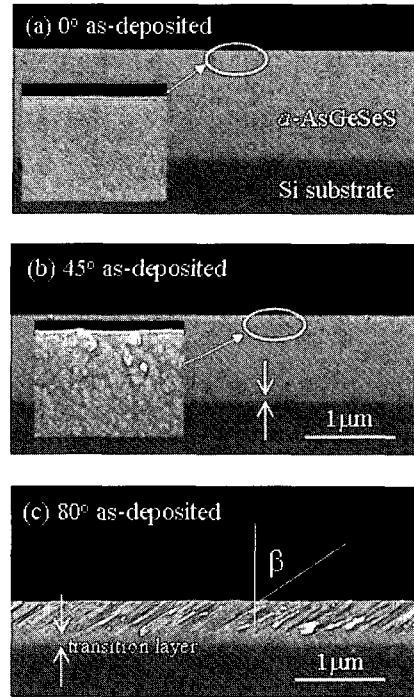 (a) 0° as-deposited
a-AsGeSeS
Si substrate
(b) 45° as-deposited
1μm
(c) 80° as-deposited
β
transition layer
1μm